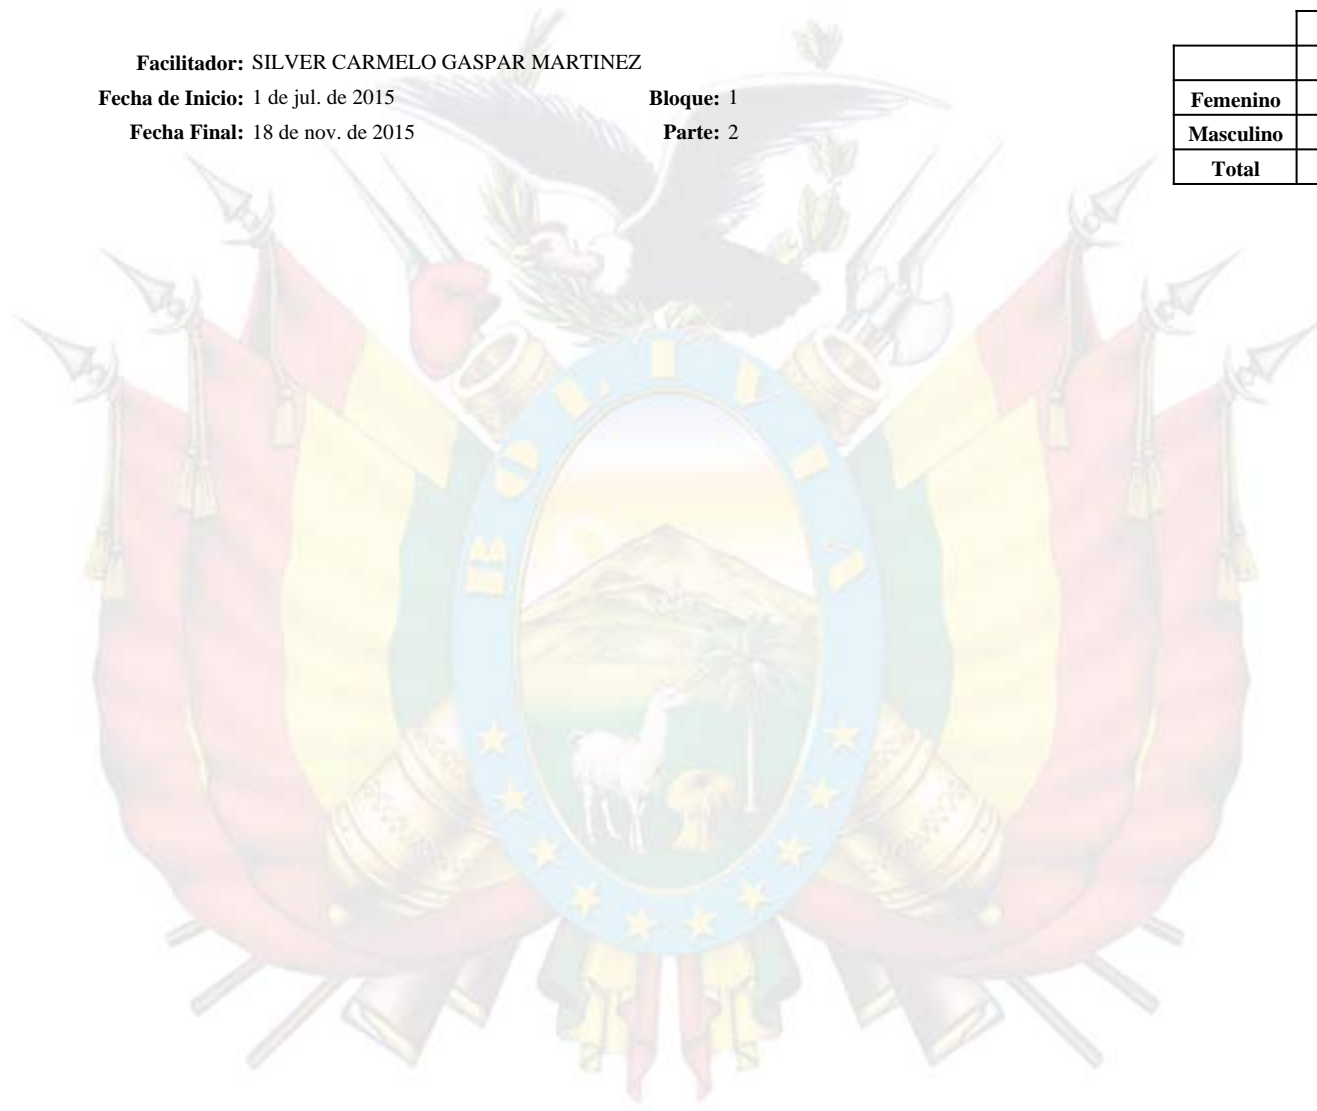 Facilitador: SILVER CARMELO GASPAR MARTINEZ
Fecha de Inicio: 1 de jul. de 2015 Bloque: 1
Fecha Final: 18 de nov. de 2015 Parte: 2
Femenino
Masculino
Total
BOLIVIA